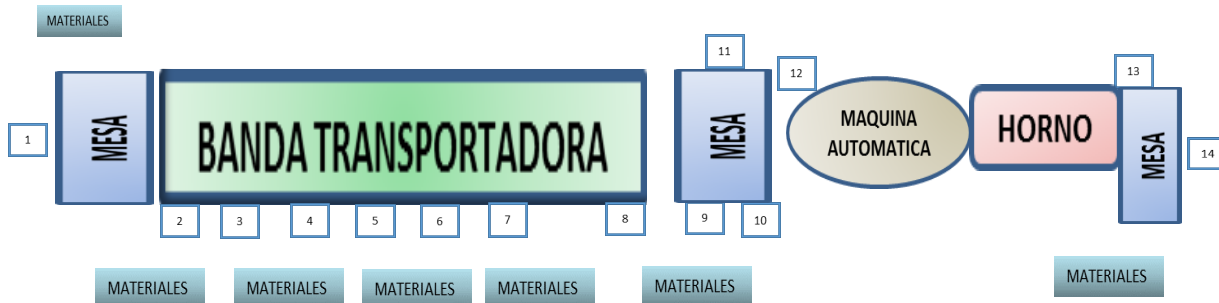 MATERIALES
11
12
13
1
MESA
BANDA TRANSPORTADORA
MESA
MAQUINA
AUTOMATICA
HORNO
MESA
14
2
3
4
5
6
7
8
9
10
MATERIALES
MATERIALES
MATERIALES
MATERIALES
MATERIALES
MATERIALES